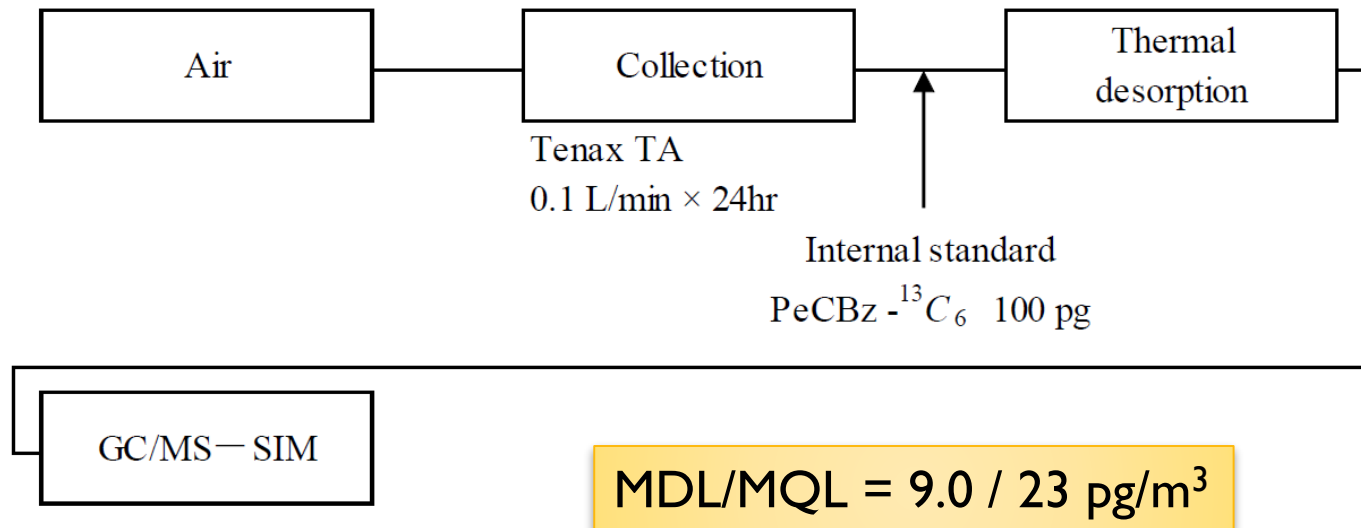 Air
Collection
Thermal
desorption
Tenax TA
0.1 L/min × 24hr
Internal standard
PeCBz -¹³C₆ 100 pg
GC/MS－SIM
MDL/MQL = 9.0 / 23 pg/m³